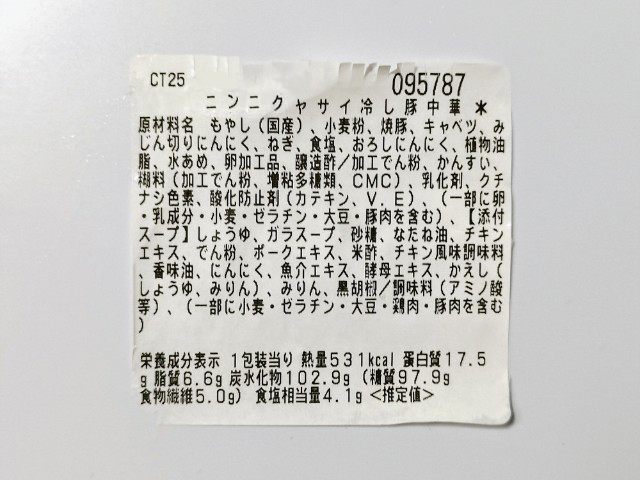 CT25
095787
ニンニクヤサイ冷し豚中華＊
原材料名　もやし（国産）、小麦粉、焼豚、キャベツ、み
じん切りにんにく、ねぎ、食塩、おろしにんにく、植物油
脂、水あめ、卵加工品、醸造酢／加工でん粉、かんすい、
糊料（加工でん粉、増粘多糖類、CMC）、乳化剤、クチ
ナシ色素、酸化防止剤（カテキン、V．E）、（一部に卵
・乳成分・小麦・ゼラチン・大豆・豚肉を含む）、【添付
スープ】しょうゆ、ガラスープ、砂糖、なたね油、チキン
エキス、でん粉、ポークエキス、米酢、チキン風味調味料
、香味油、にんにく、魚介エキス、酵母エキス、かえし（
しょうゆ、みりん）、みりん、黒胡椒／調味料（アミノ酸
等）、（一部に小麦・ゼラチン・大豆・鶏肉・豚肉を含む
）
栄養成分表示　1包装当り　熱量531kcal　蛋白質17.5
g　脂質6.6g　炭水化物102.9g（糖質97.9g
食物繊維5.0g）　食塩相当量4.1g＜推定値＞